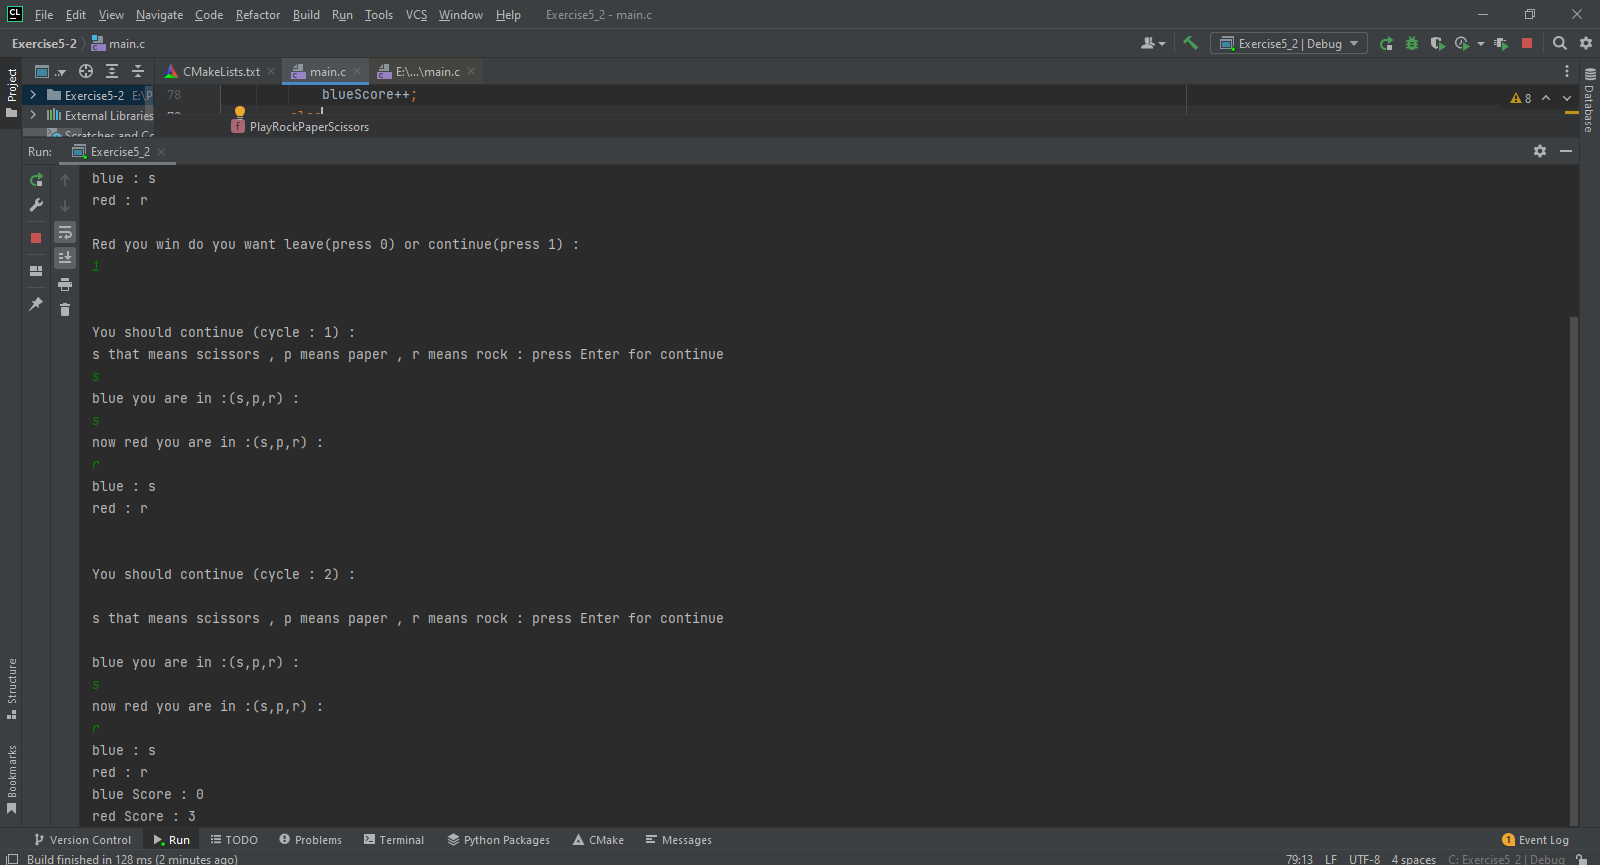 CL File Edit View Navigate Code Refactor Build Run Tools VCS Window Help Exercise5_2 - main.c
Exercise5-2 main.c Exercise5_2 | Debug
Project
CMakeLists.txt main.c E:\...\main.c
Exercise5-2 E:\P 78 blueScore++; 8
External Libraries
Scratches and Co
PlayRockPaperScissors
Database
Run: Exercise5_2
blue : s
red : r
Red you win do you want leave(press 0) or continue(press 1) :
1
You should continue (cycle : 1) :
s that means scissors , p means paper , r means rock : press Enter for continue
s
blue you are in :(s,p,r) :
s
now red you are in :(s,p,r) :
r
blue : s
red : r
You should continue (cycle : 2) :
s that means scissors , p means paper , r means rock : press Enter for continue
blue you are in :(s,p,r) :
s
now red you are in :(s,p,r) :
r
blue : s
red : r
blue Score : 0
red Score : 3
Structure
Bookmarks
Version Control Run TODO Problems Terminal Python Packages CMake Messages 1 Event Log
Build finished in 128 ms (2 minutes ago) 79:13 LF UTF-8 4 spaces C: Exercise5_2 | Debug